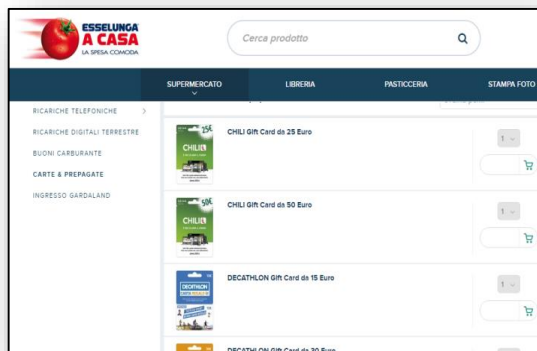 ESSELUNGA
A CASA
LA SPESA COMODA
Cerca prodotto
SUPERMERCATO
LIBRERIA
PASTICCERIA
STAMPA FOTO
RICARICHE TELEFONICHE
RICARICHE DIGITALI TERRESTRE
BUONI CARBURANTE
CARTE & PREPAGATE
INGRESSO GARDALAND
25€
CHILI
CHILI Gift Card da 25 Euro
1
50€
CHILI
CHILI Gift Card da 50 Euro
1
DECATHLON
DECATHLON Gift Card da 15 Euro
1
DECATHLON Gift Card da 30 Euro